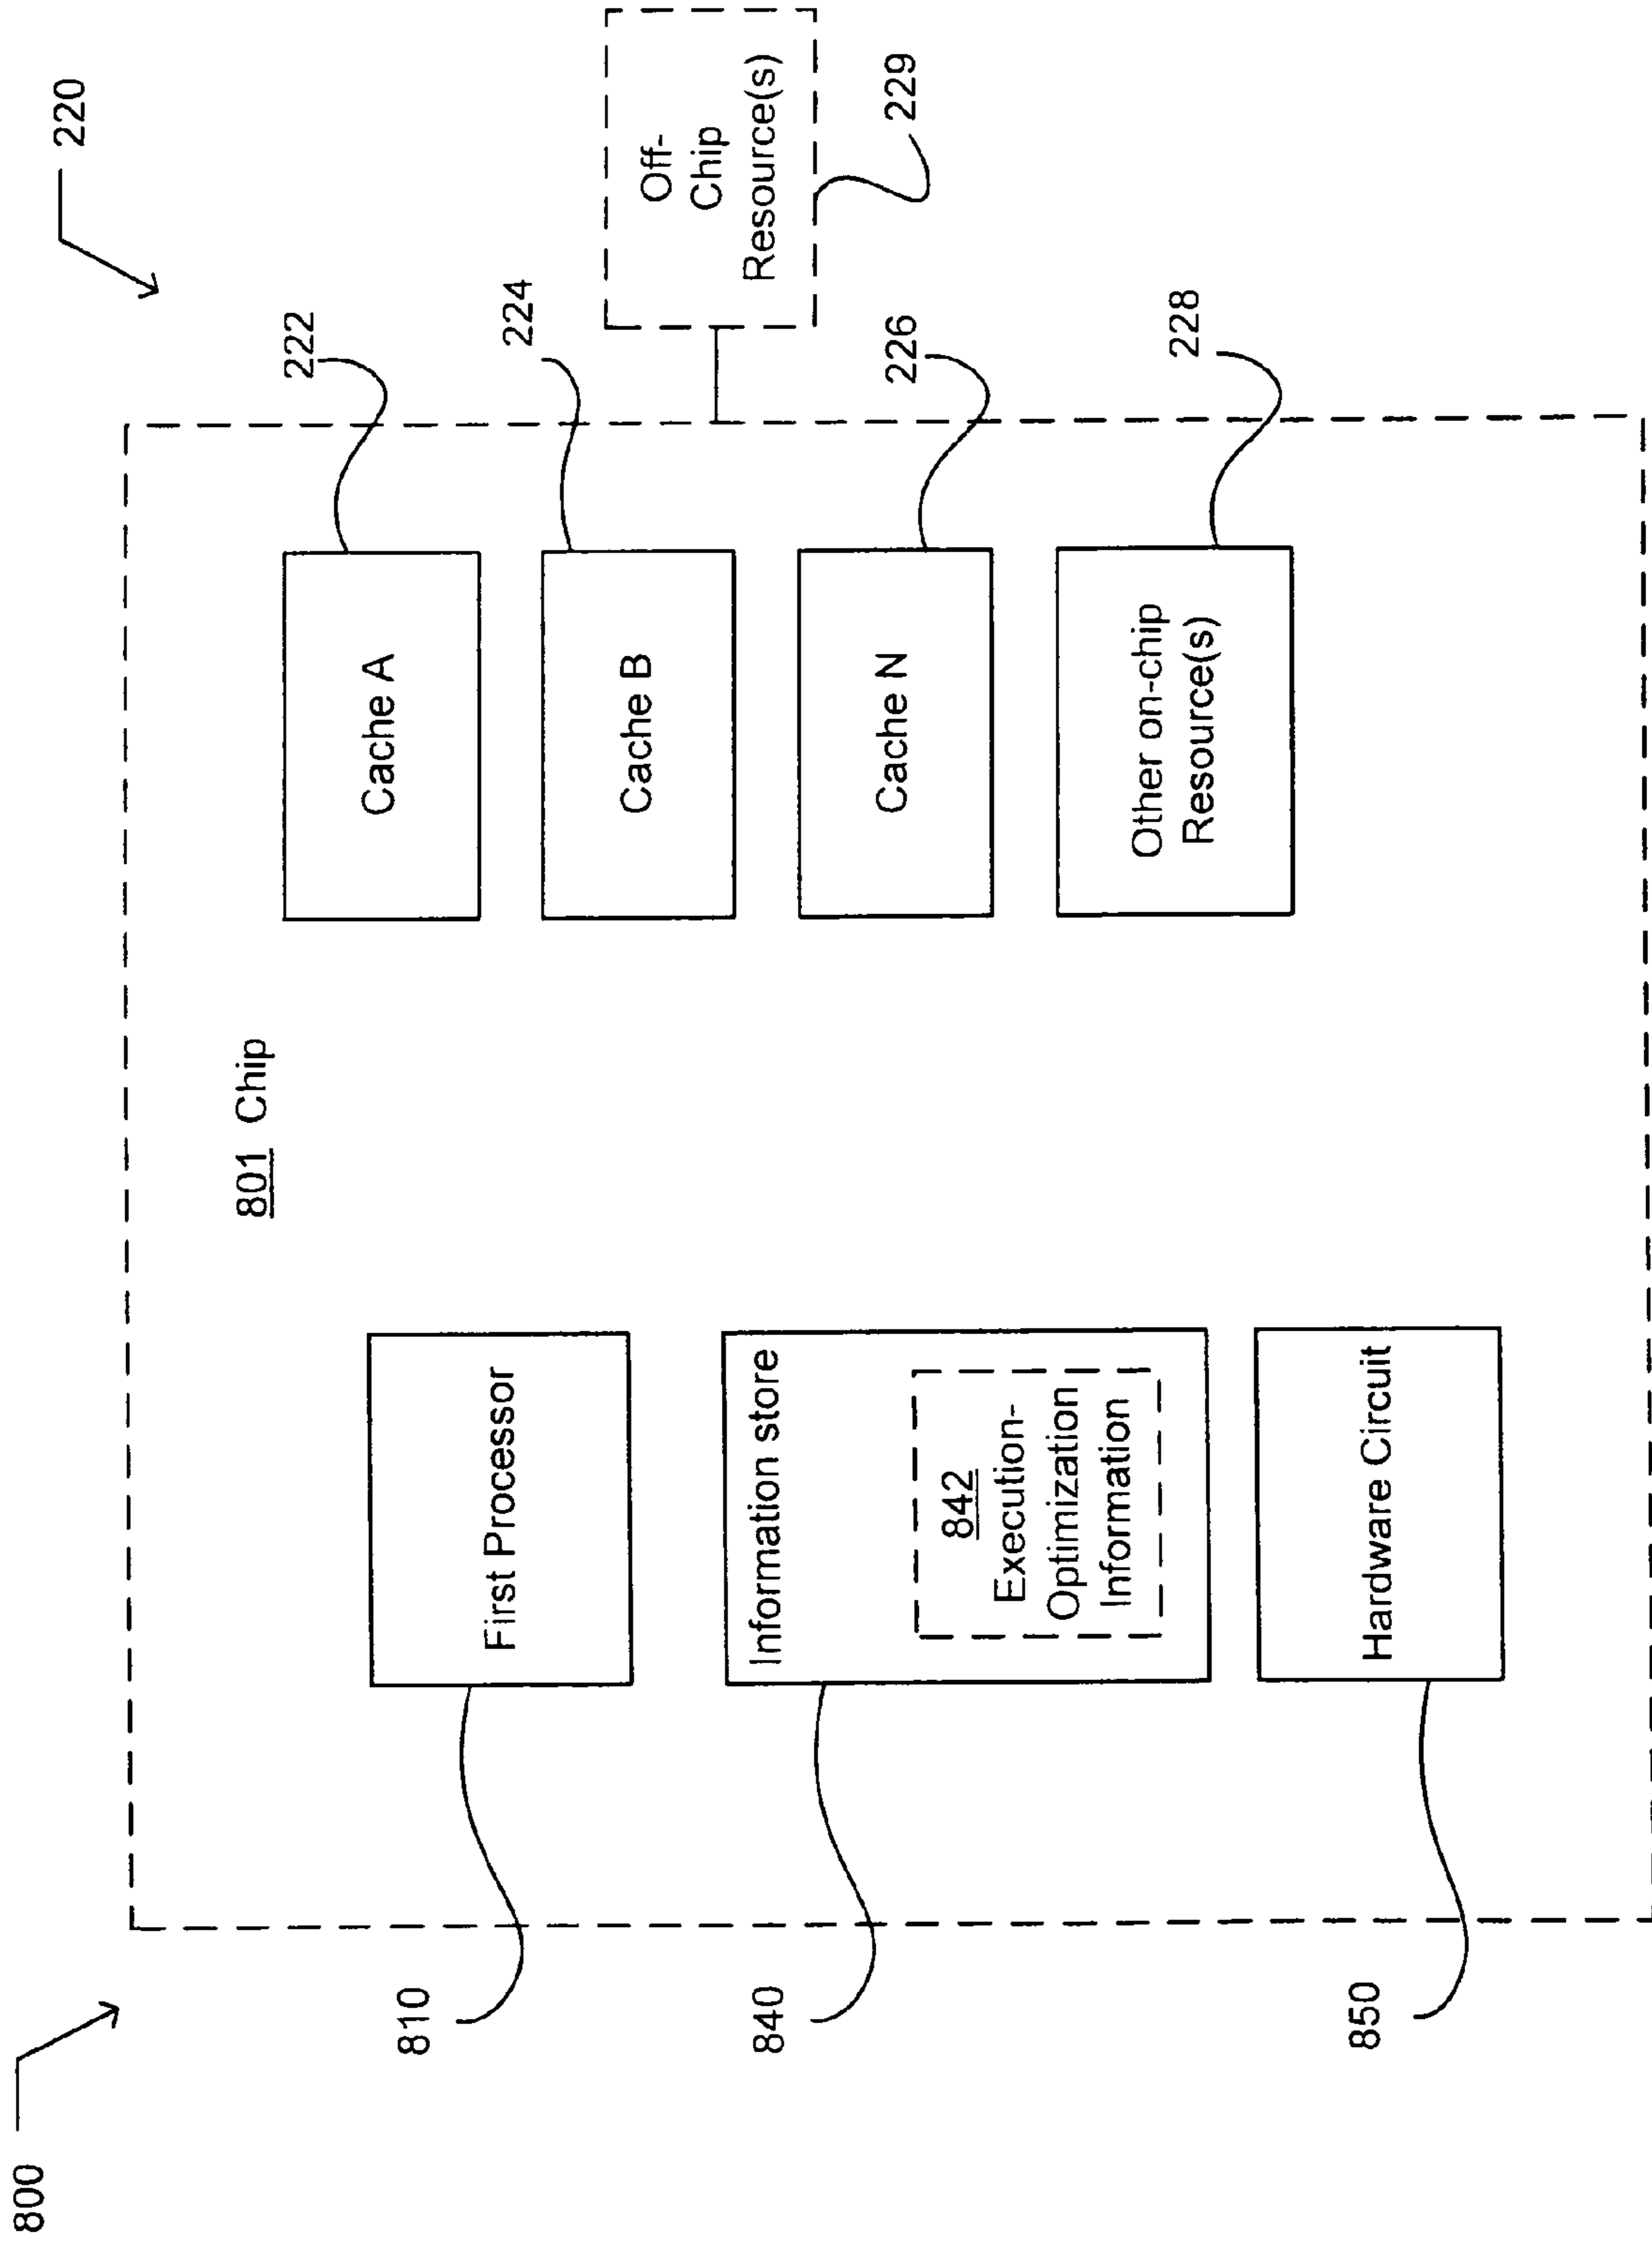 800
220
801 Chip
810
First Processor
Cache A
222
840
Information store
842
Execution-
Optimization
Information
Cache B
224
Off-
Chip
Resource(s)
229
Cache N
226
850
Hardware Circuit
Other on-chip
Resource(s)
228